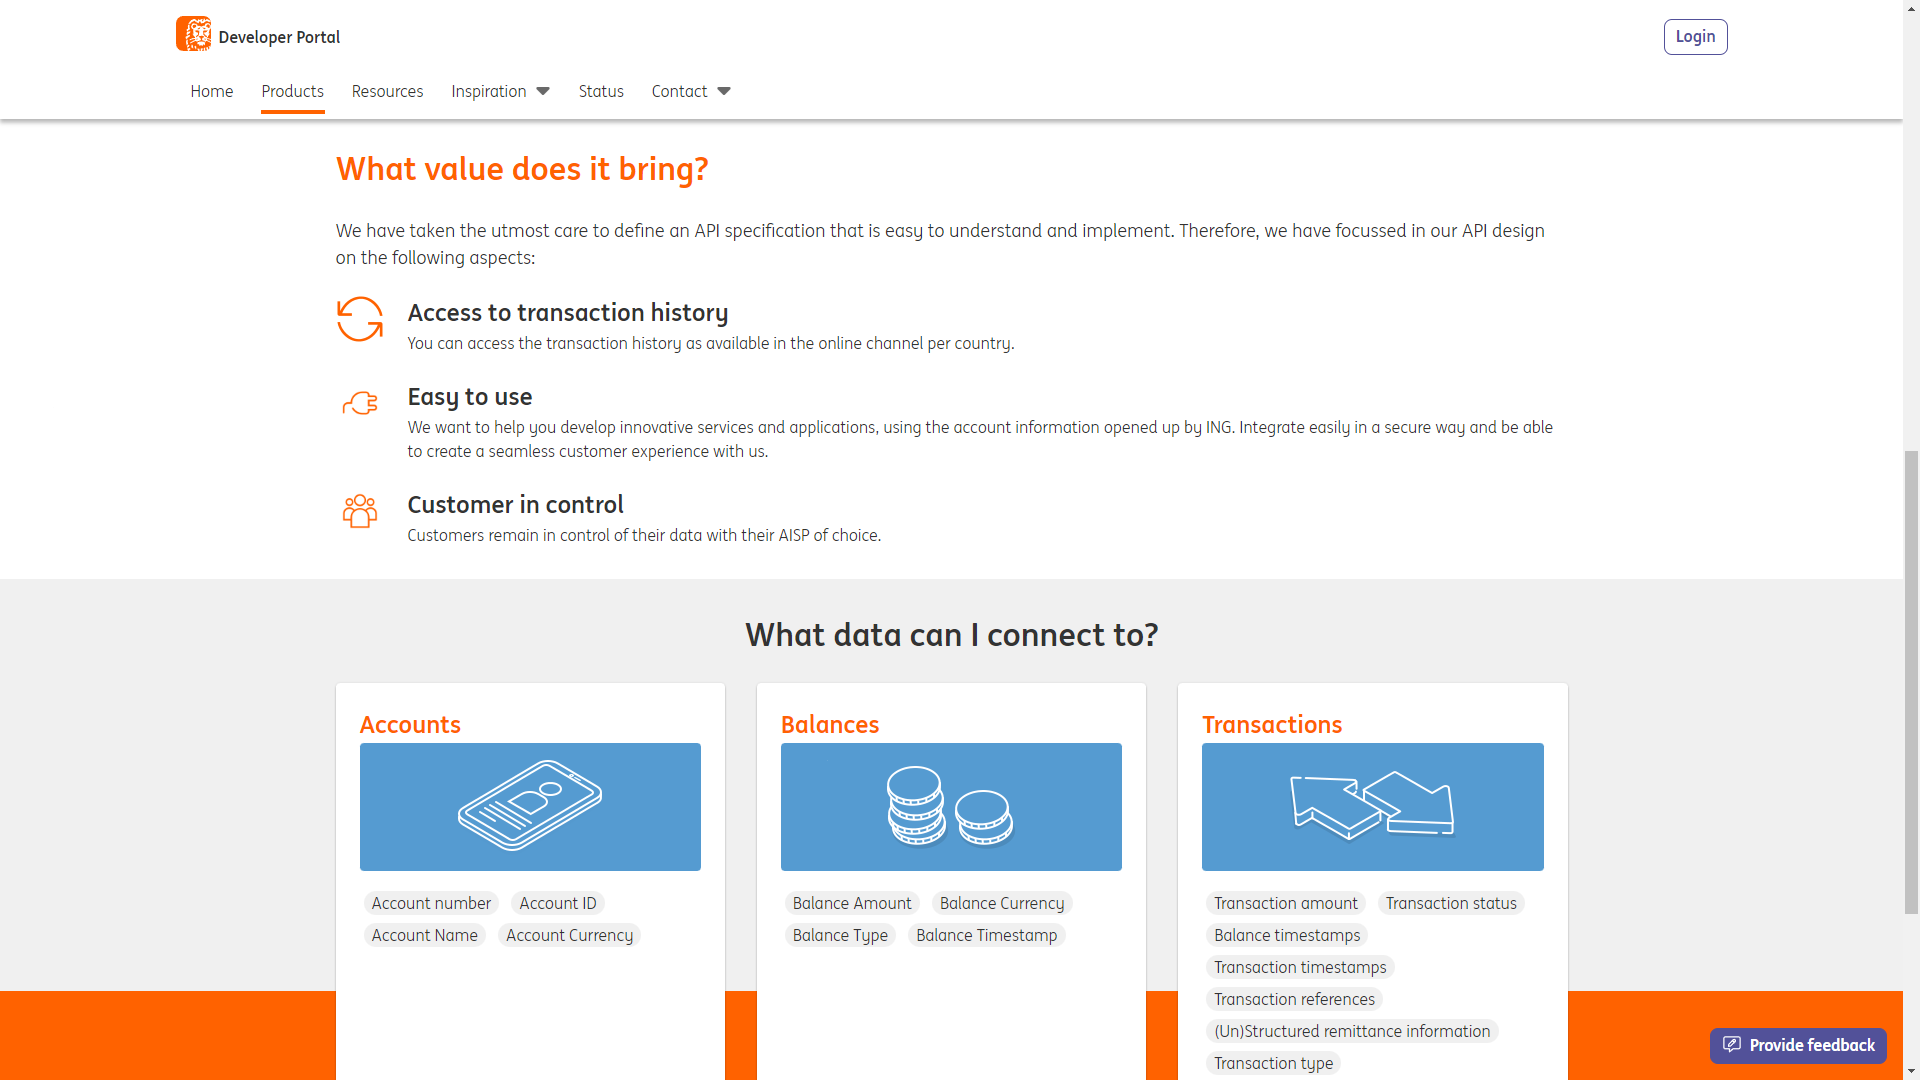 Developer Portal
Login
Home Products Resources Inspiration Status Contact
What value does it bring?
We have taken the utmost care to define an API specification that is easy to understand and implement. Therefore, we have focussed in our API design
on the following aspects:
Access to transaction history
You can access the transaction history as available in the online channel per country.
Easy to use
We want to help you develop innovative services and applications, using the account information opened up by ING. Integrate easily in a secure way and be able
to create a seamless customer experience with us.
Customer in control
Customers remain in control of their data with their AISP of choice.
What data can I connect to?
Accounts
Account number Account ID
Account Name Account Currency
Balances
Balance Amount Balance Currency
Balance Type Balance Timestamp
Transactions
Transaction amount Transaction status
Balance timestamps
Transaction timestamps
Transaction references
(Un)Structured remittance information
Transaction type
Provide feedback